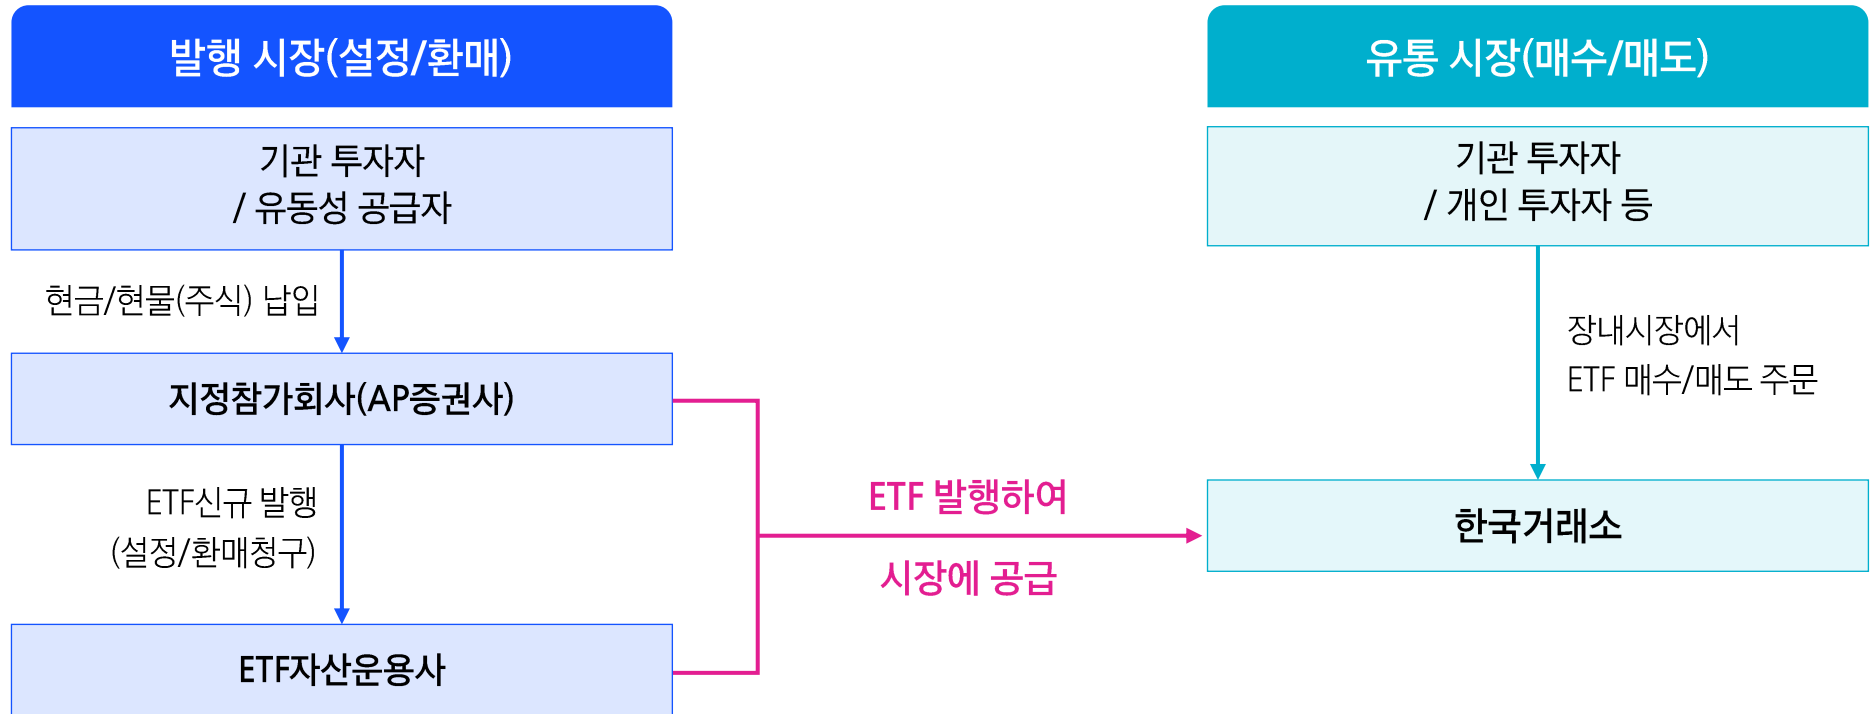 발행 시장(설정/환매)
기관 투자자
/ 유동성 공급자
현금/현물(주식) 납입
지정참가회사(AP증권사)
ETF신규 발행
(설정/환매청구)
ETF자산운용사
ETF 발행하여
시장에 공급
유통 시장(매수/매도)
기관 투자자
/ 개인 투자자 등
장내시장에서
ETF 매수/매도 주문
한국거래소